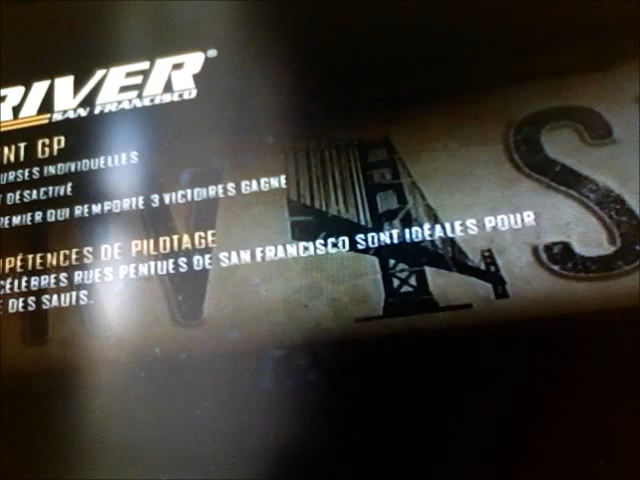 RIVER
SAN FRANCISCO
NT GP
URSES INDIVIDUELLES
T DÉSACTIVÉ
REMIER QUI REMPORTE 3 VICTOIRES GAGNE
PÉTENCES DE PILOTAGE
CÉLÈBRES RUES PENTUES DE SAN FRANCISCO SONT IDÉALES POUR
E DES SAUTS.
V A S